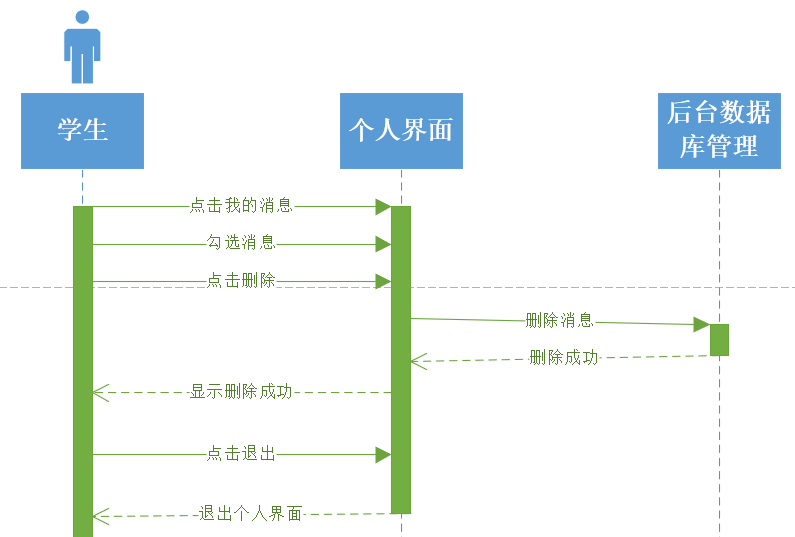 学生
个人界面
后台数据
库管理
点击我的消息
勾选消息
点击删除
删除消息
删除成功
显示删除成功
点击退出
退出个人界面